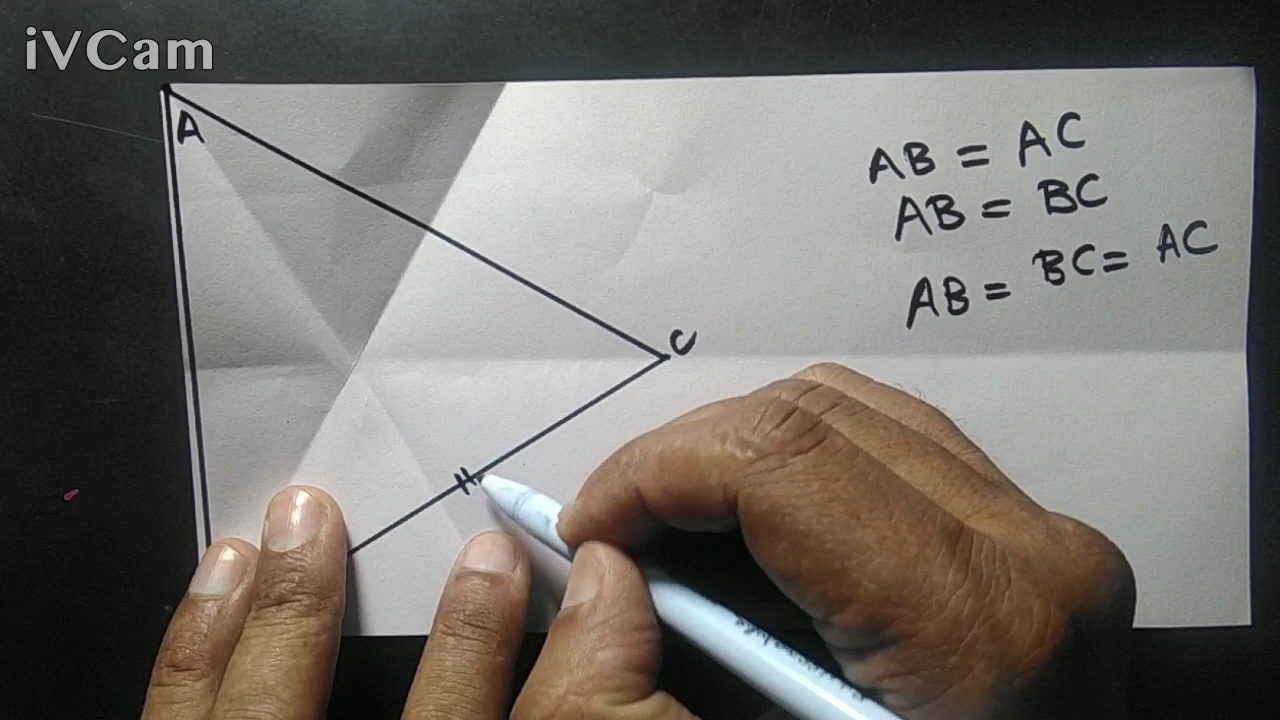 iVCam
A
C
AB = AC
AB = BC
AB = BC = AC